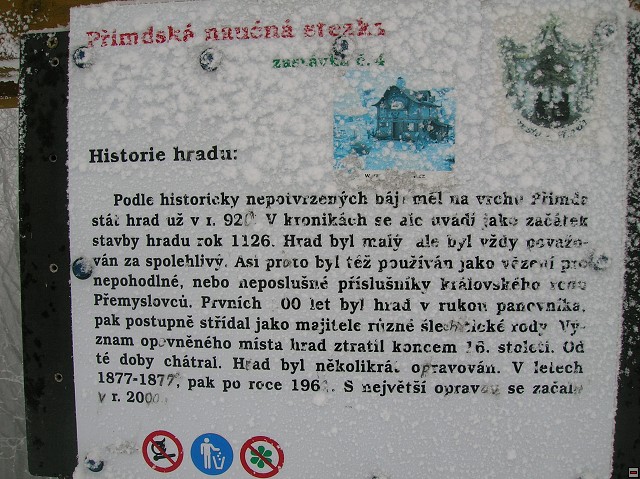 Přimdská naučná stezka
zastávka č. 4
Historie hradu:
Podle historicky nepotvrzených bájí měl na vrchu Přimda
stát hrad už v r. 920. V kronikách se ale uvádí jako začátek
stavby hradu rok 1126. Hrad byl malý ale byl vždy považo-
ván za spolehlivý. Asi proto byl též používán jako vězení pro
nepohodlné, nebo neposlušné příslušníky královského rodu
Přemyslovců. Prvních 00 let byl hrad v rukou panovníka,
pak postupně střídal jako majitele různé šlechtické rody. Vý-
znam opevněného místa hrad ztratil koncem 16. století. Od
té doby chátral. Hrad byl několikrát opravován. V letech
1877-187, pak po roce 196. S největší opravou se začalo
v r. 200